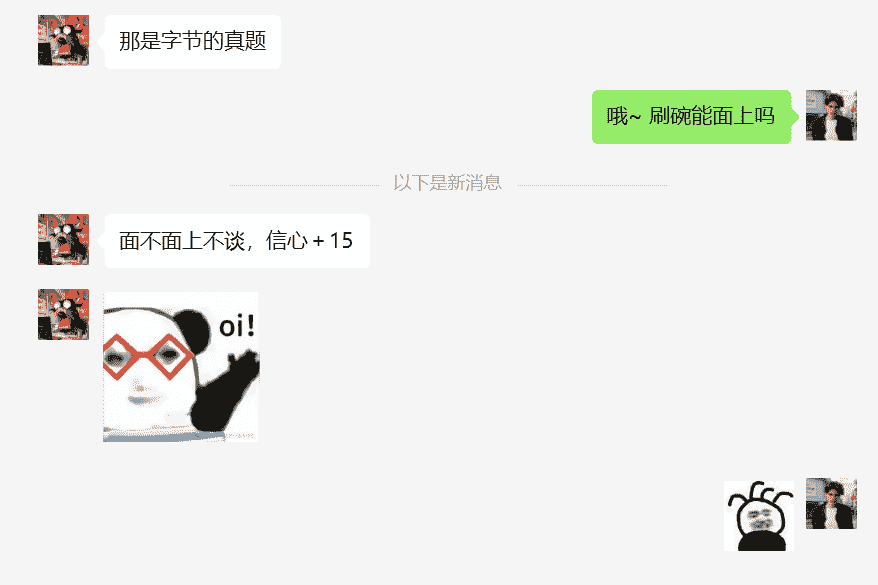 那是字节的真题
哦~ 刷碗能面上吗
以下是新消息
面不面上不谈，信心＋15
oi!